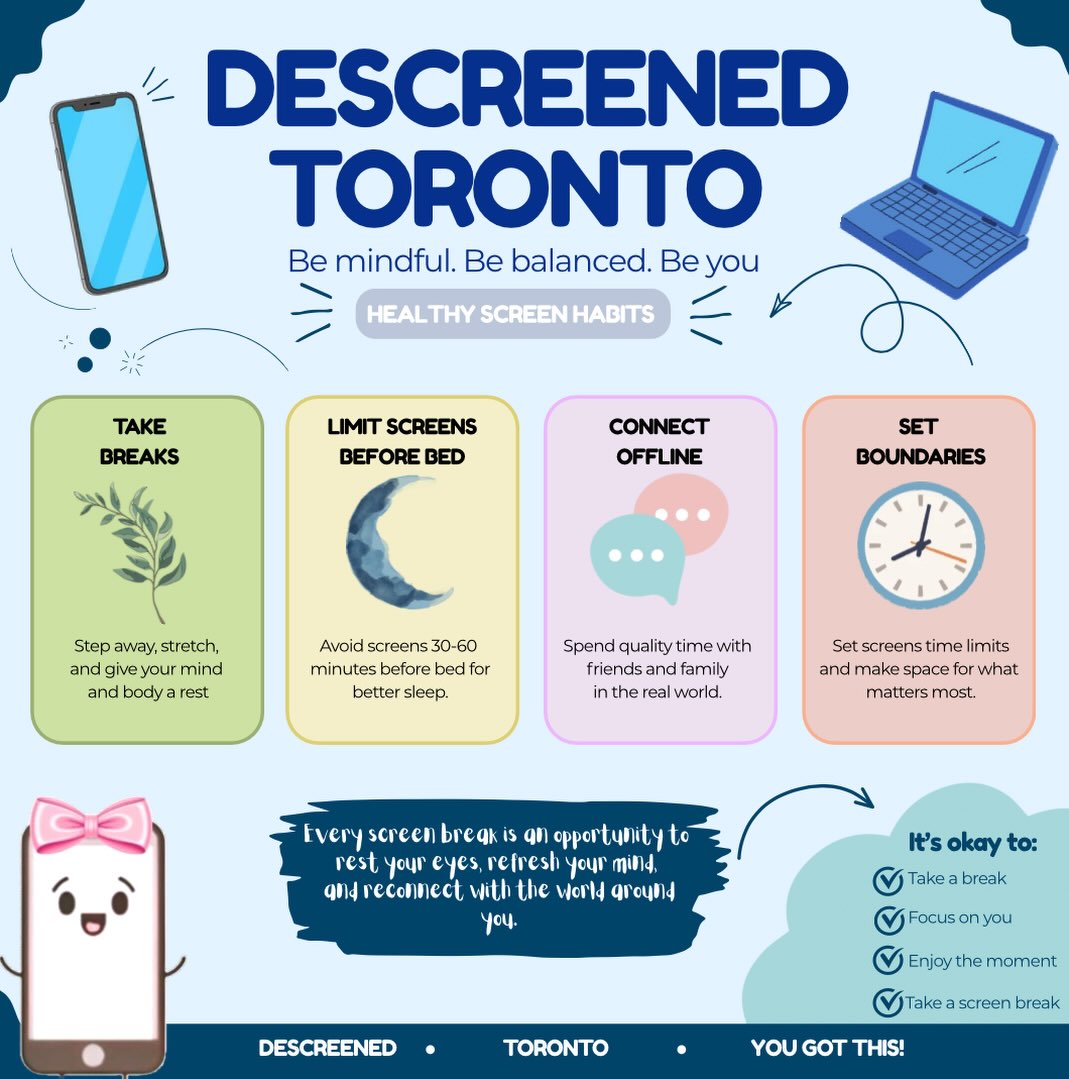 DESCREENED
TORONTO
Be mindful. Be balanced. Be you
HEALTHY SCREEN HABITS
TAKE
BREAKS
Step away, stretch,
and give your mind
and body a rest
LIMIT SCREENS
BEFORE BED
Avoid screens 30-60
minutes before bed for
better sleep.
CONNECT
OFFLINE
Spend quality time with
friends and family
in the real world.
SET
BOUNDARIES
Set screens time limits
and make space for what
matters most.
Every screen break is an opportunity to
rest your eyes, refresh your mind,
and reconnect with the world around
you.
It's okay to:
Take a break
Focus on you
Enjoy the moment
Take a screen break
DESCREENED • TORONTO • YOU GOT THIS!